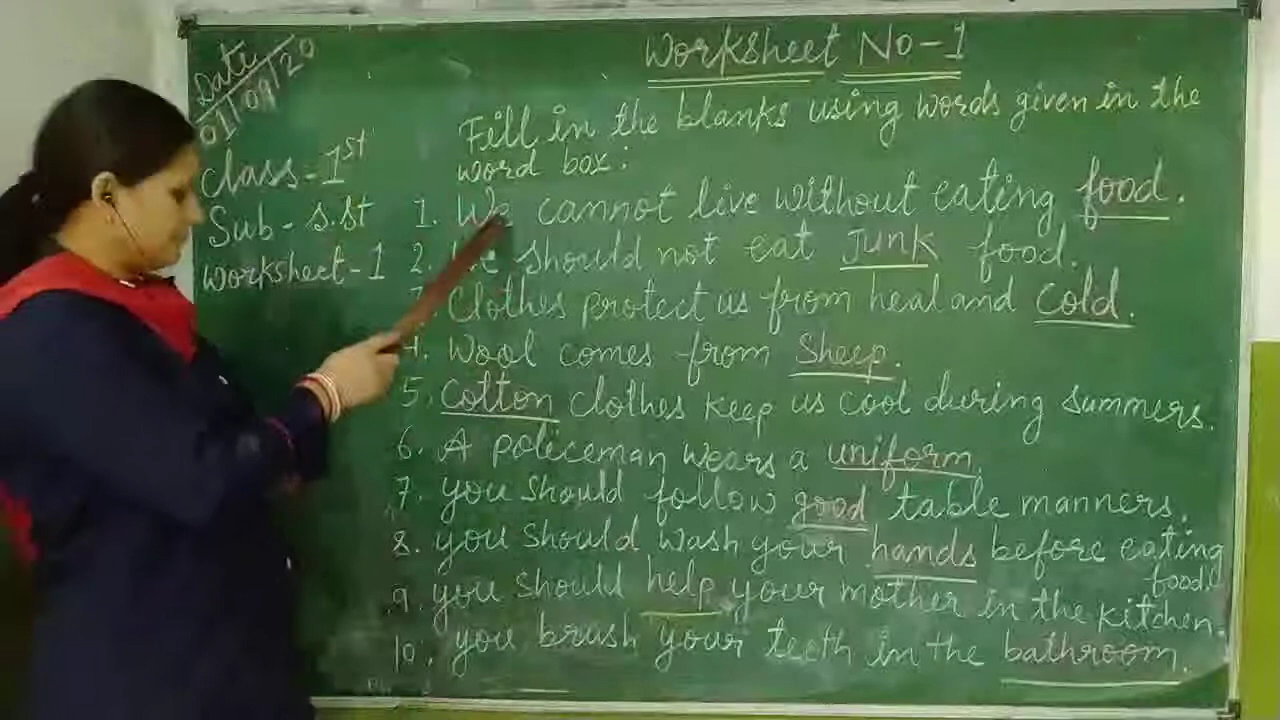 Date
01/09/20
Class-1st
Sub- S.St
Worksheet-1
Worksheet No-1
Fill in the blanks using words given in the
word box:
1. We cannot live without eating food.
2. We should not eat Junk food.
Clothes protect us from heal and cold.
4. Wool comes from Sheep.
5. Cotton clothes keep us cool during summers.
6. A policeman wears a uniform.
7. you should follow good table manners.
8. you should wash your hands before eating
food.
9. you should help your mother in the kitchen.
10. you brush your teeth in the bathroom.